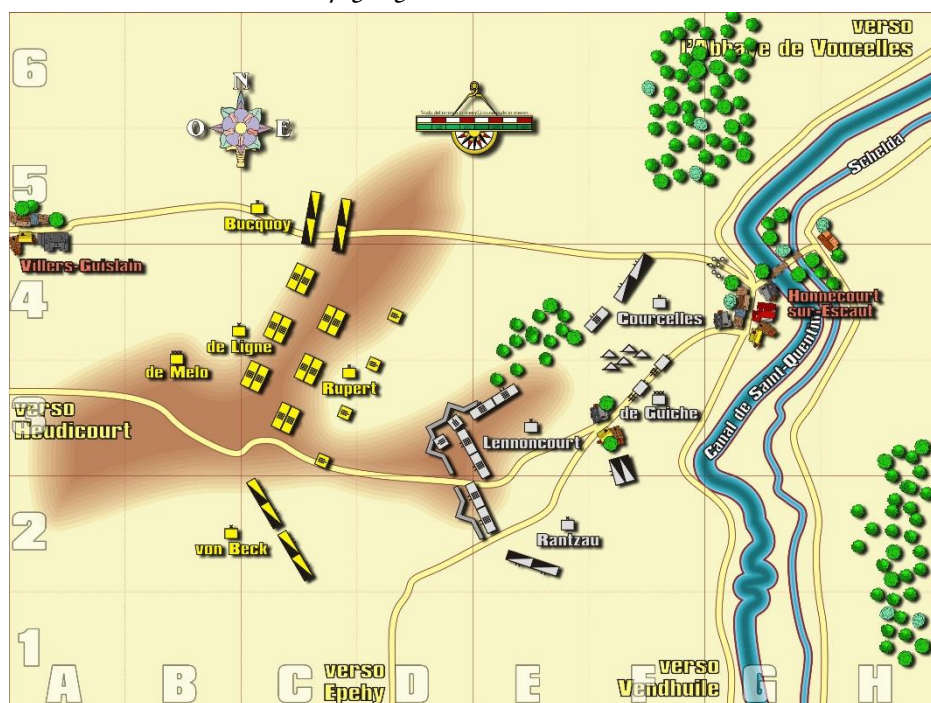 verso
l'Abbaye de Voucelles
6
N
O
E
Schelda
5
Bucquoy
Villers-Guislain
4
Courcelles
Honnecourt
sur-Escaut
de Ligne
de Melo
Rupert
3
verso
Heudicourt
de Guiche
Lennoncourt
Canal de Saint-Quentin
2
von Beck
Rantzau
1
verso
Epehy
verso
Vendhuile
A
B
C
D
E
F
G
H